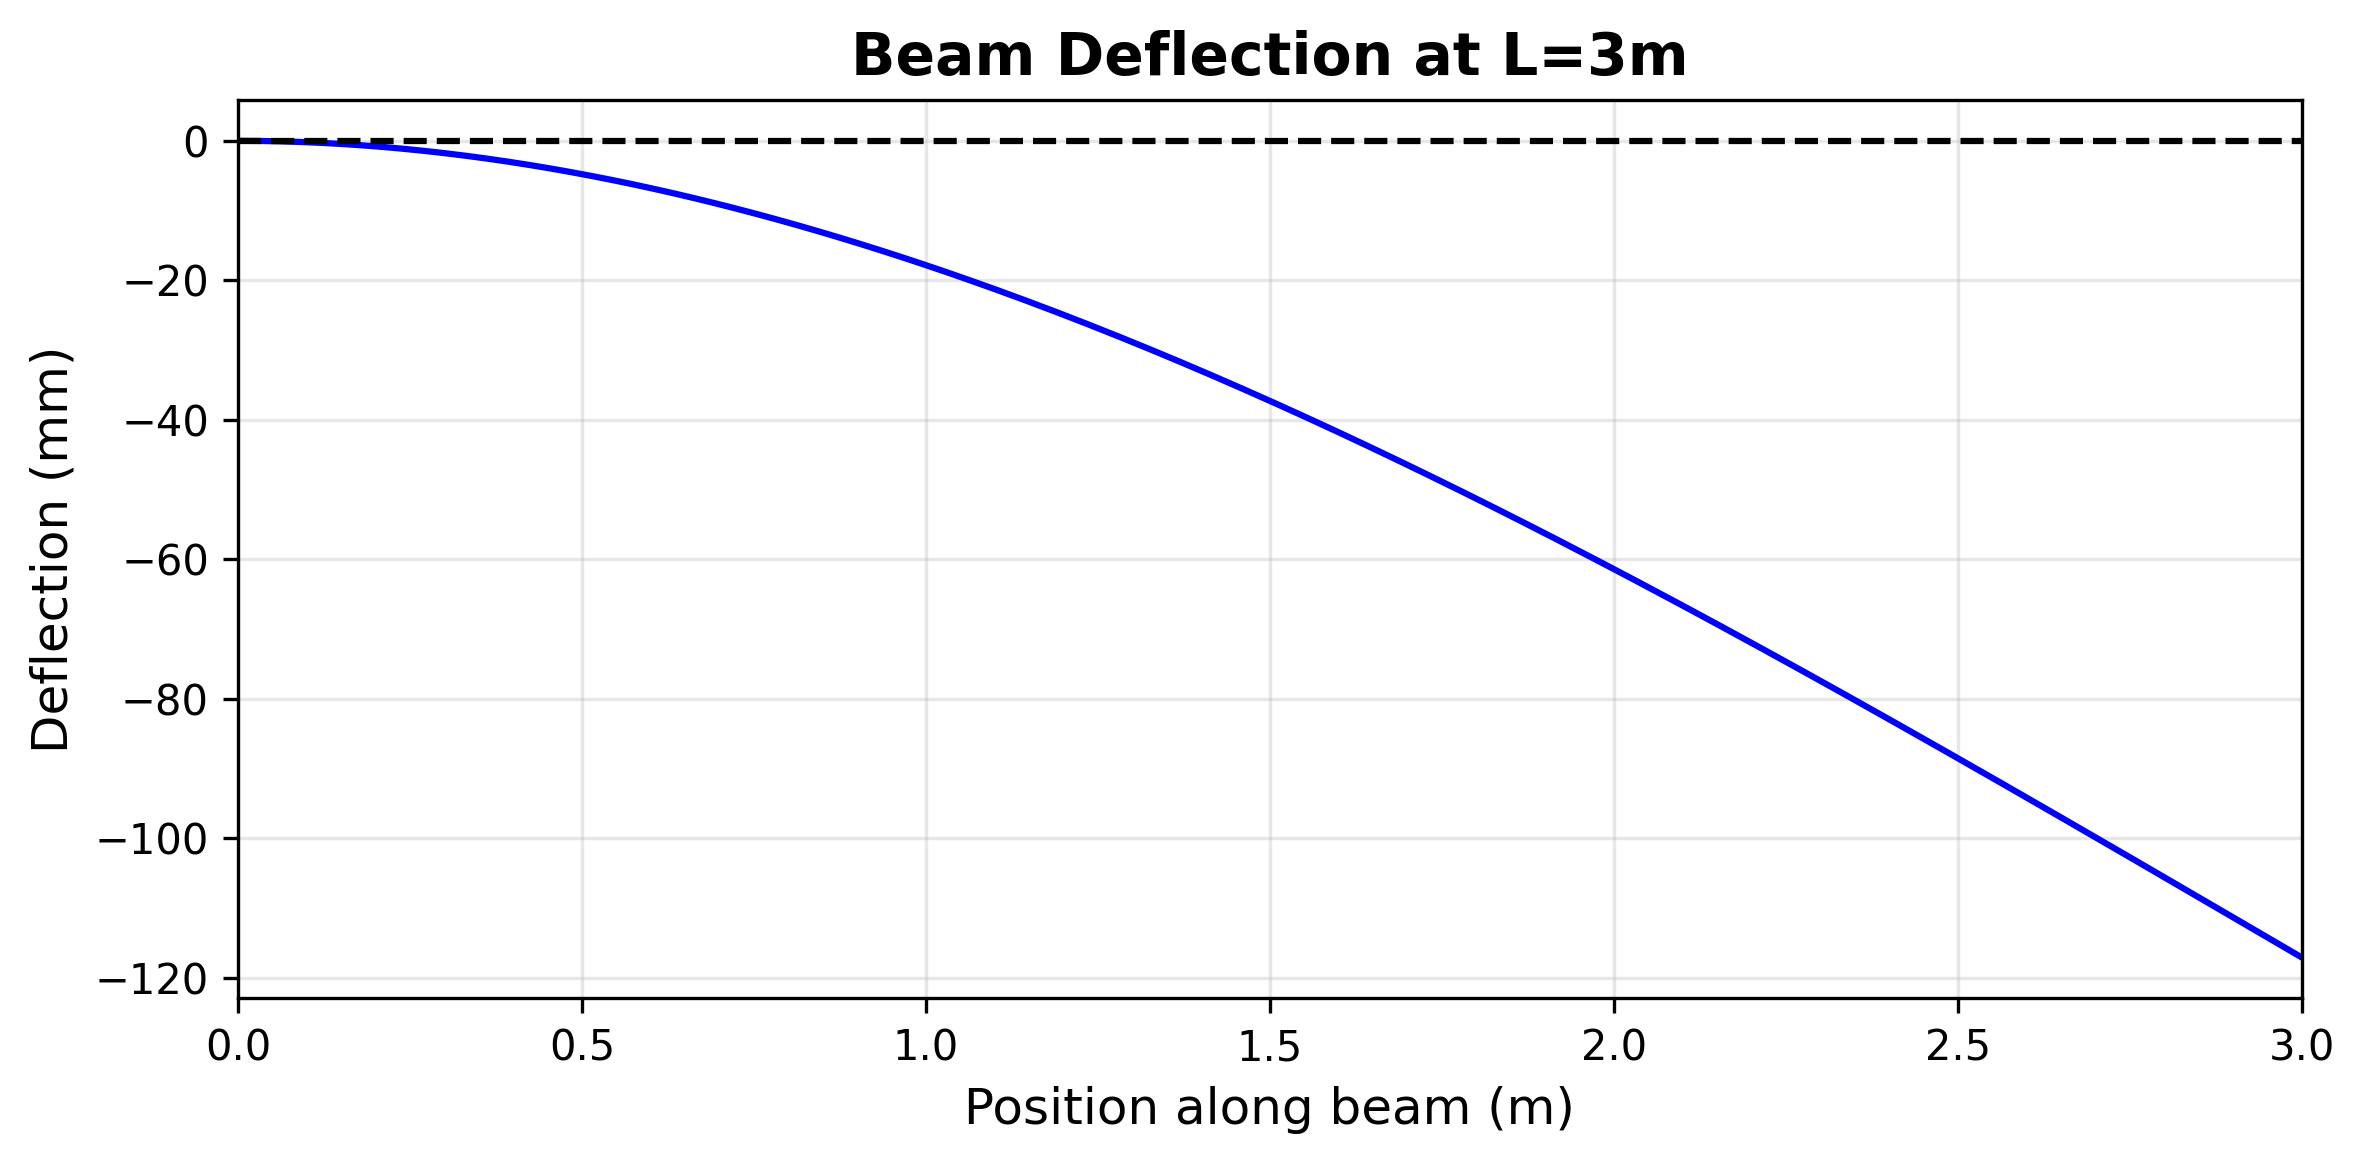 Beam Deflection at L=3m
Deflection (mm)
0
−20
−40
−60
−80
−100
−120
0.0 0.5 1.0 1.5 2.0 2.5 3.0
Position along beam (m)